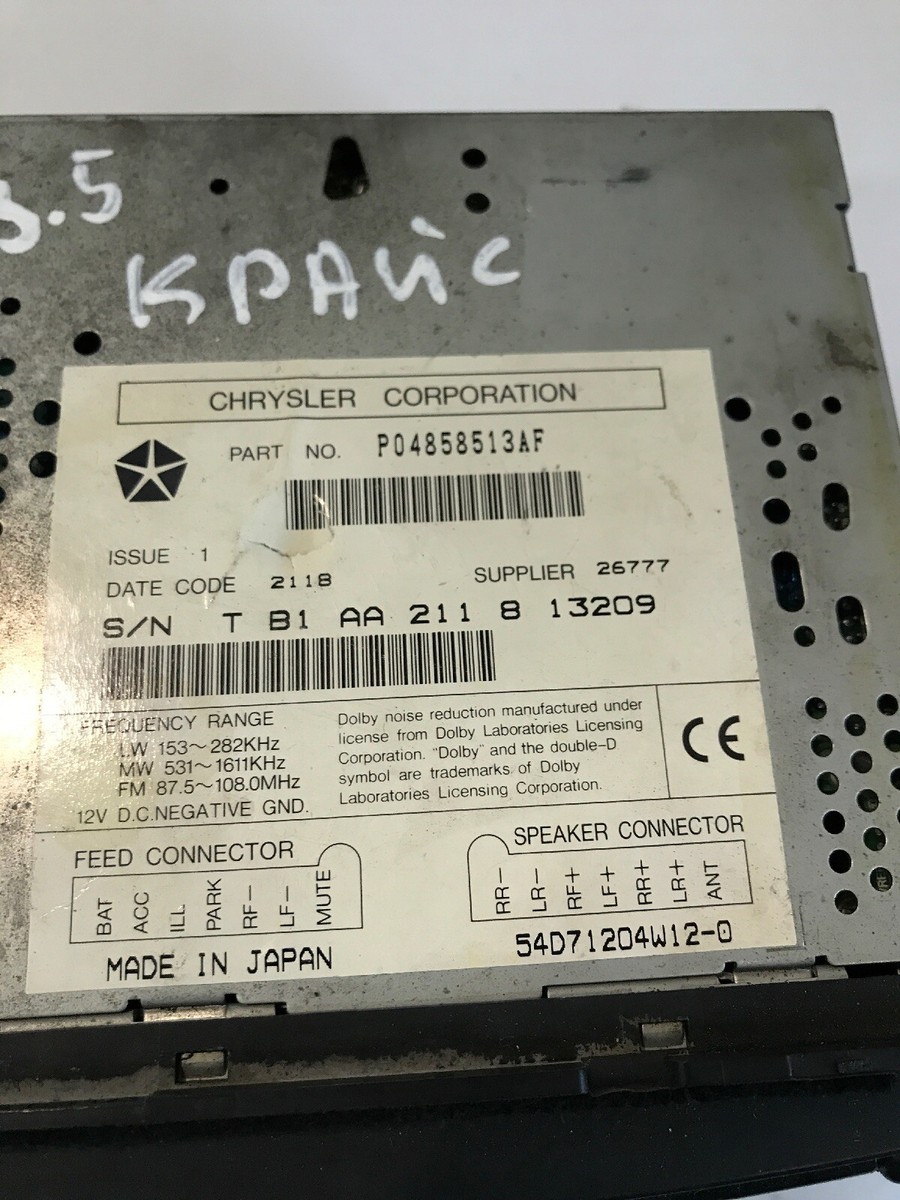 3.5
КРАЙС
CHRYSLER CORPORATION
PART NO. P04858513AF
ISSUE 1
DATE CODE 2118
SUPPLIER 26777
S/N T B1 AA 211 8 13209
FREQUENCY RANGE
LW 153~282KHz
MW 531~1611KHz
FM 87.5~108.0MHz
12V D.C.NEGATIVE GND.
Dolby noise reduction manufactured under
license from Dolby Laboratories Licensing
Corporation. "Dolby" and the double-D
symbol are trademarks of Dolby
Laboratories Licensing Corporation.
CE
FEED CONNECTOR
BAT ACC ILL PARK RF- LF- MUTE
SPEAKER CONNECTOR
RR- LR- RF+ LF+ RR+ LR+ ANT
MADE IN JAPAN
54D71204W12-0